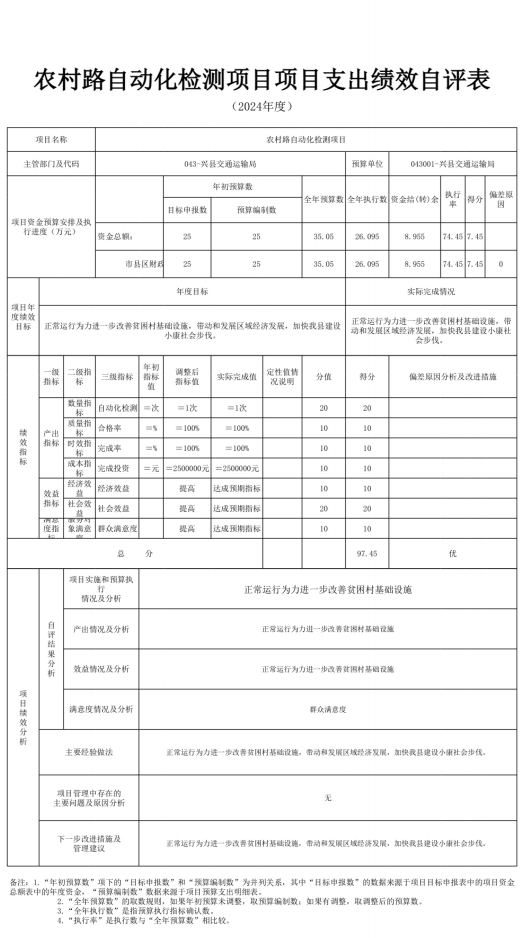 农村路自动化检测项目项目支出绩效自评表
（2024年度）
项目名称 农村路自动化检测项目
主管部门及代码 043-兴县交通运输局 预算单位 043001-兴县交通运输局
项目资金预算安排及执行进度（万元） 年初预算数 全年预算数 全年执行数 资金结(转)余 执行率 得分 偏差原因
目标申报数 预算编制数
资金总额: 25 25 35.05 26.095 8.955 74.45 7.45
市县区财政 25 25 35.05 26.095 8.955 74.45 7.45 0
项目年度绩效目标 年度目标 实际完成情况
正常运行为力进一步改善贫困村基础设施，带动和发展区域经济发展，加快我县建设小康社会步伐。 正常运行为力进一步改善贫困村基础设施，带动和发展区域经济发展，加快我县建设小康社会步伐。
绩效指标 一级指标 二级指标 三级指标 年初指标值 调整后指标值 实际完成值 定性值情况说明 分值 得分 偏差原因分析及改进措施
产出指标 数量指标 自动化检测 =次 =1次 =1次 20 20
质量指标 合格率 =% =100% =100% 10 10
时效指标 完成率 =% =100% =100% 10 10
成本指标 完成投资 =元 =2500000元 =2500000元 10 10
效益指标 经济效益 经济效益 提高 达成预期指标 10 10
社会效益 社会效益 提高 达成预期指标 20 20
满意度指标 服务对象满意 群众满意度 提高 达成预期指标 10 10
总 分 97.45 优
项目绩效分析 自评结果分析 项目实施和预算执行情况及分析 正常运行为力进一步改善贫困村基础设施
产出情况及分析 正常运行为力进一步改善贫困村基础设施
效益情况及分析 正常运行为力进一步改善贫困村基础设施
满意度情况及分析 群众满意度
主要经验做法 正常运行为力进一步改善贫困村基础设施，带动和发展区域经济发展，加快我县建设小康社会步伐。
项目管理中存在的主要问题及原因分析 无
下一步改进措施及管理建议 正常运行为力进一步改善贫困村基础设施，带动和发展区域经济发展，加快我县建设小康社会步伐。
备注：1.“年初预算数”项下的“目标申报数”和“预算编制数”为并列关系，其中“目标申报数”的数据来源于项目目标申报表中的项目资金
总额表中的年度资金，“预算编制数”数据来源于项目预算支出明细表。
2.“全年预算数”的取数规则，如果年初预算未调整，取预算编制数；如果有调整，取调整后的预算数。
3.“全年执行数”是指预算执行指标确认数。
4.“执行率”是执行数与“全年预算数”相比较。